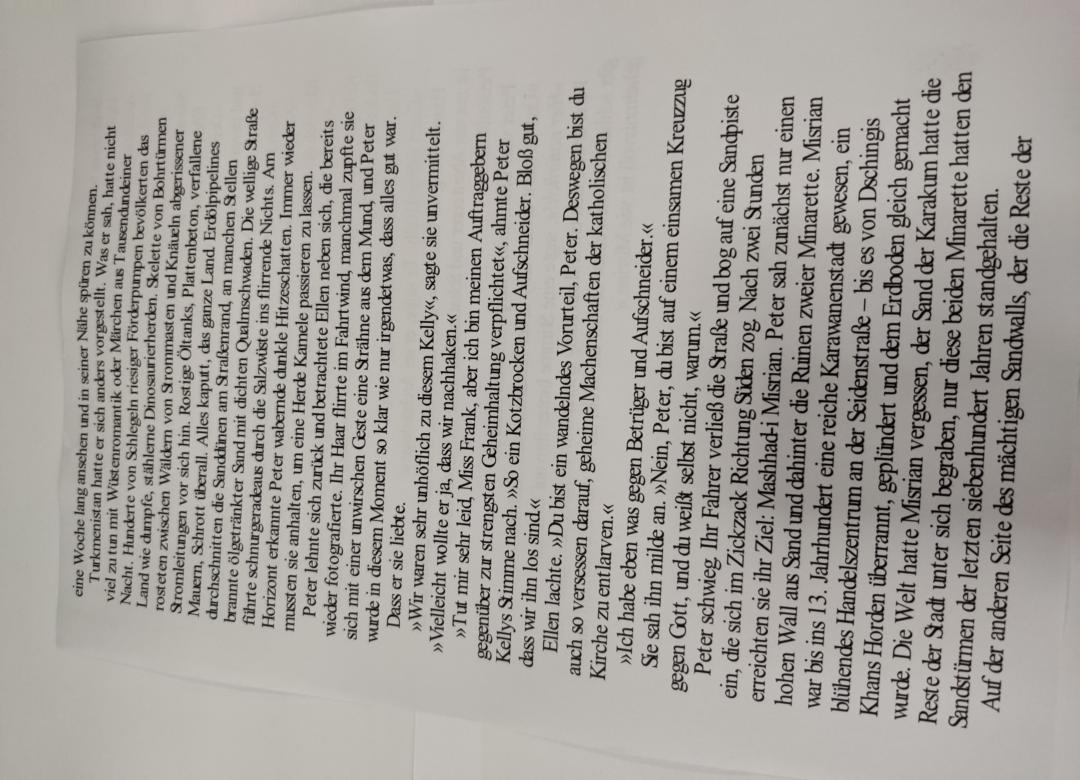 eine Woche lang ansehen und in seiner Nähe spüren zu können.
Turkmenistan hatte er sich anders vorgestellt. Was er sah, hatte nicht
viel zu tun mit Wüstenromantik oder Märchen aus Tausendundeiner
Nacht. Hunderte von Schlegeln riesiger Förderpumpen bevölkerten das
Land wie dumpfe, stählerne Dinosaurierherden. Skelette von Bohrtürmen
rosteten zwischen Wäldern von Strommasten und Knäueln abgerissener
Stromleitungen vor sich hin. Rostige Öltanks, Plattenbeton, verfallene
Mauern, Schrott überall. Alles kaputt, das ganze Land. Erdölpipelines
durchschnitten die Sanddünen am Straßenrand, an manchen Stellen
brannte ölgetränkter Sand mit dichten Qualmschwaden. Die wellige Straße
führte schnurgeradeaus durch die Salzwüste ins flirrende Nichts. Am
Horizont erkannte Peter wabernde dunkle Hitzeschatten. Immer wieder
mussten sie anhalten, um eine Herde Kamele passieren zu lassen.
Peter lehnte sich zurück und betrachtete Ellen neben sich, die bereits
wieder fotografierte. Ihr Haar flirrte im Fahrtwind, manchmal zupfte sie
sich mit einer unwirschen Geste eine Strähne aus dem Mund, und Peter
wurde in diesem Moment so klar wie nur irgendetwas, dass alles gut war.
Dass er sie liebte.
»Wir waren sehr unhöflich zu diesem Kelly«, sagte sie unvermittelt.
»Vielleicht wollte er ja, dass wir nachhaken.«
»Tut mir sehr leid, Miss Frank, aber ich bin meinen Auftraggebern
gegenüber zur strengsten Geheimhaltung verpflichtet«, ahmte Peter
Kellys Stimme nach. »So ein Kotzbrocken und Aufschneider. Bloß gut,
dass wir ihn los sind.«
Ellen lachte. »Du bist ein wandelndes Vorurteil, Peter. Deswegen bist du
auch so versessen darauf, geheime Machenschaften der katholischen
Kirche zu entlarven.«
»Ich habe eben was gegen Betrüger und Aufschneider.«
Sie sah ihn milde an. »Nein, Peter, du bist auf einem einsamen Kreuzzug
gegen Gott, und du weißt selbst nicht, warum.«
Peter schwieg. Ihr Fahrer verließ die Straße und bog auf eine Sandpiste
ein, die sich im Zickzack Richtung Süden zog. Nach zwei Stunden
erreichten sie ihr Ziel: Mashhad-i Misrian. Peter sah zunächst nur einen
hohen Wall aus Sand und dahinter die Ruinen zweier Minarette. Misrian
war bis ins 13. Jahrhundert eine reiche Karawanenstadt gewesen, ein
blühendes Handelszentrum an der Seidenstraße – bis es von Dschingis
Khans Horden überrannt, geplündert und dem Erdboden gleich gemacht
wurde. Die Welt hatte Misrian vergessen, der Sand der Karakum hatte die
Reste der Stadt unter sich begraben, nur diese beiden Minarette hatten den
Sandstürmen der letzten siebenhundert Jahren standgehalten.
Auf der anderen Seite des mächtigen Sandwalls, der die Reste der